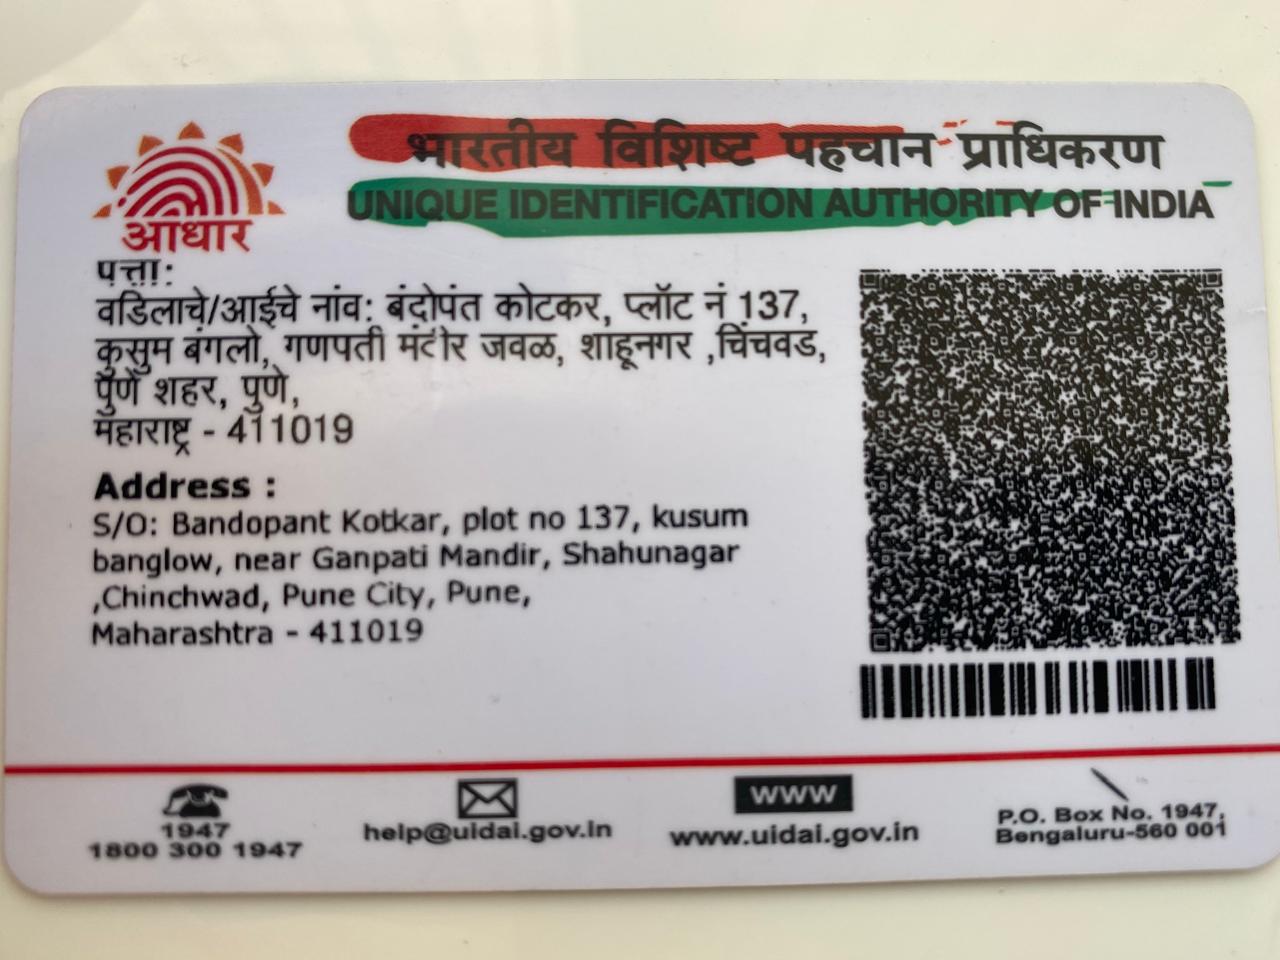 भारतीय विशिष्ट पहचान प्राधिकरण
UNIQUE IDENTIFICATION AUTHORITY OF INDIA
आधार
पत्ता:
वडिलाचे/आईचे नांव: बंदोपंत कोटकर, प्लॉट नं 137,
कुसुम बंगलो, गणपती मंदीर जवळ, शाहूनगर ,चिंचवड,
पुणे शहर, पुणे,
महाराष्ट्र - 411019
Address :
S/O: Bandopant Kotkar, plot no 137, kusum
banglow, near Ganpati Mandir, Shahunagar
,Chinchwad, Pune City, Pune,
Maharashtra - 411019
1947
1800 300 1947
help@uidai.gov.in
www
www.uidai.gov.in
P.O. Box No. 1947,
Bengaluru-560 001